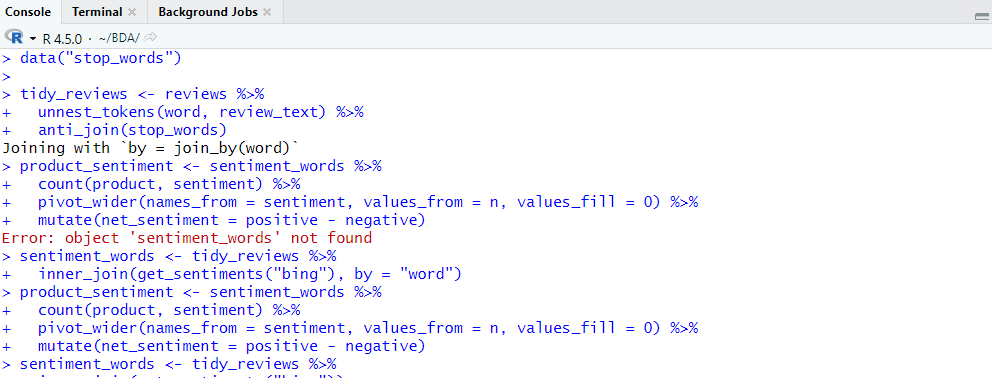 Console Terminal Background Jobs
R 4.5.0 · ~/BDA/
> data("stop_words")
>
> tidy_reviews <- reviews %>%
+   unnest_tokens(word, review_text) %>%
+   anti_join(stop_words)
Joining with `by = join_by(word)`
> product_sentiment <- sentiment_words %>%
+   count(product, sentiment) %>%
+   pivot_wider(names_from = sentiment, values_from = n, values_fill = 0) %>%
+   mutate(net_sentiment = positive - negative)
Error: object 'sentiment_words' not found
> sentiment_words <- tidy_reviews %>%
+   inner_join(get_sentiments("bing"), by = "word")
> product_sentiment <- sentiment_words %>%
+   count(product, sentiment) %>%
+   pivot_wider(names_from = sentiment, values_from = n, values_fill = 0) %>%
+   mutate(net_sentiment = positive - negative)
> sentiment_words <- tidy_reviews %>%